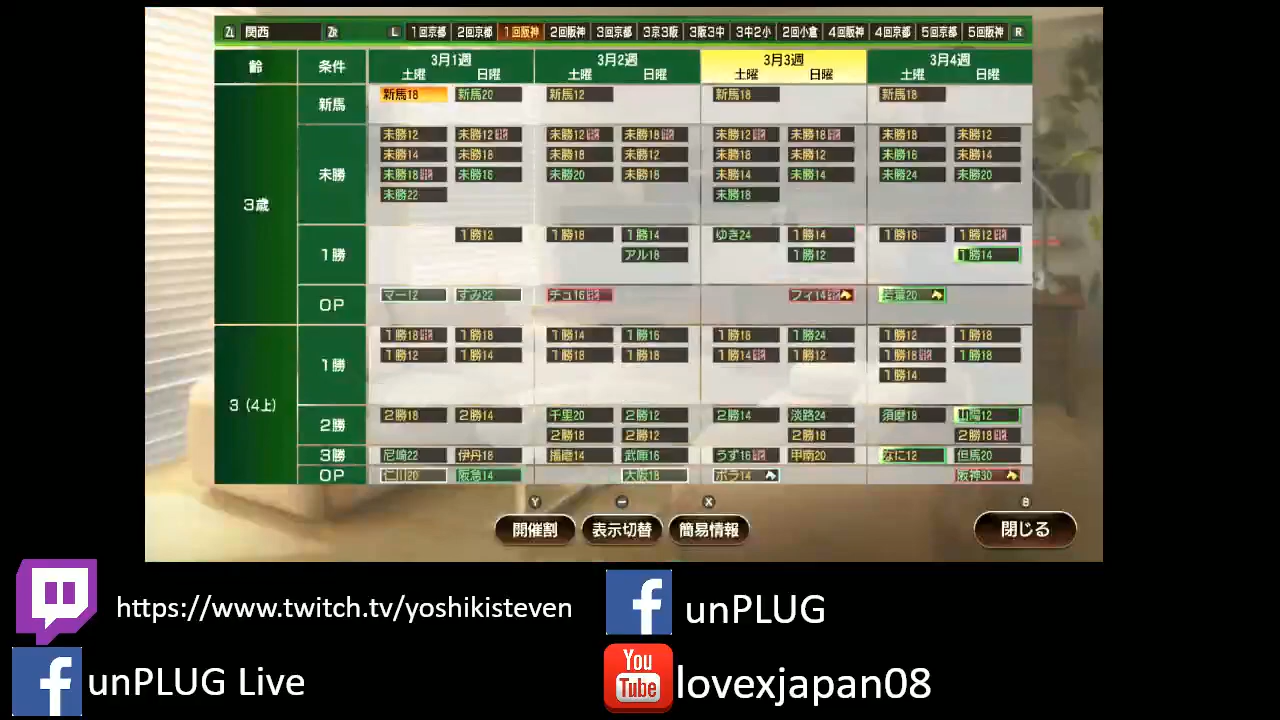 ZL 関西 ZR L 1回京都 2回京都 1回阪神 2回阪神 3回京都 3京3阪 3阪3中 3中2小 2回小倉 4回阪神 4回京都 5回京都 5回阪神 R
齢 条件 3月1週 3月2週 3月3週 3月4週
土曜 日曜 土曜 日曜 土曜 日曜 土曜 日曜
3歳
新馬 新馬18 新馬20 新馬12 新馬18 新馬18
未勝 未勝12 未勝12 未勝12 未勝18 未勝12 未勝18 未勝18 未勝12
未勝14 未勝18 未勝18 未勝12 未勝18 未勝12 未勝16 未勝14
未勝18 未勝16 未勝20 未勝18 未勝14 未勝14 未勝24 未勝20
未勝22 未勝18
1勝 1勝12 1勝18 1勝14 ゆき24 1勝14 1勝18 1勝12
アル18 1勝12 1勝14
OP マー12 すみ22 チュ16 フィ14 若葉20
3 (4上)
1勝 1勝18 1勝18 1勝14 1勝16 1勝18 1勝24 1勝12 1勝18
1勝12 1勝14 1勝18 1勝18 1勝14 1勝12 1勝18 1勝18
1勝14
2勝 2勝18 2勝14 千里20 2勝12 2勝14 淡路24 須磨18 山陽12
2勝18 2勝12 2勝18 2勝18
3勝 尼崎22 伊丹18 播磨14 武庫16 うず16 甲南20 なに12 但馬20
OP 仁川20 阪急14 大阪18 ポラ14 阪神30
Y − X B
開催割 表示切替 簡易情報 閉じる
https://www.twitch.tv/yoshikisteven
unPLUG
unPLUG Live
You Tube lovexjapan08